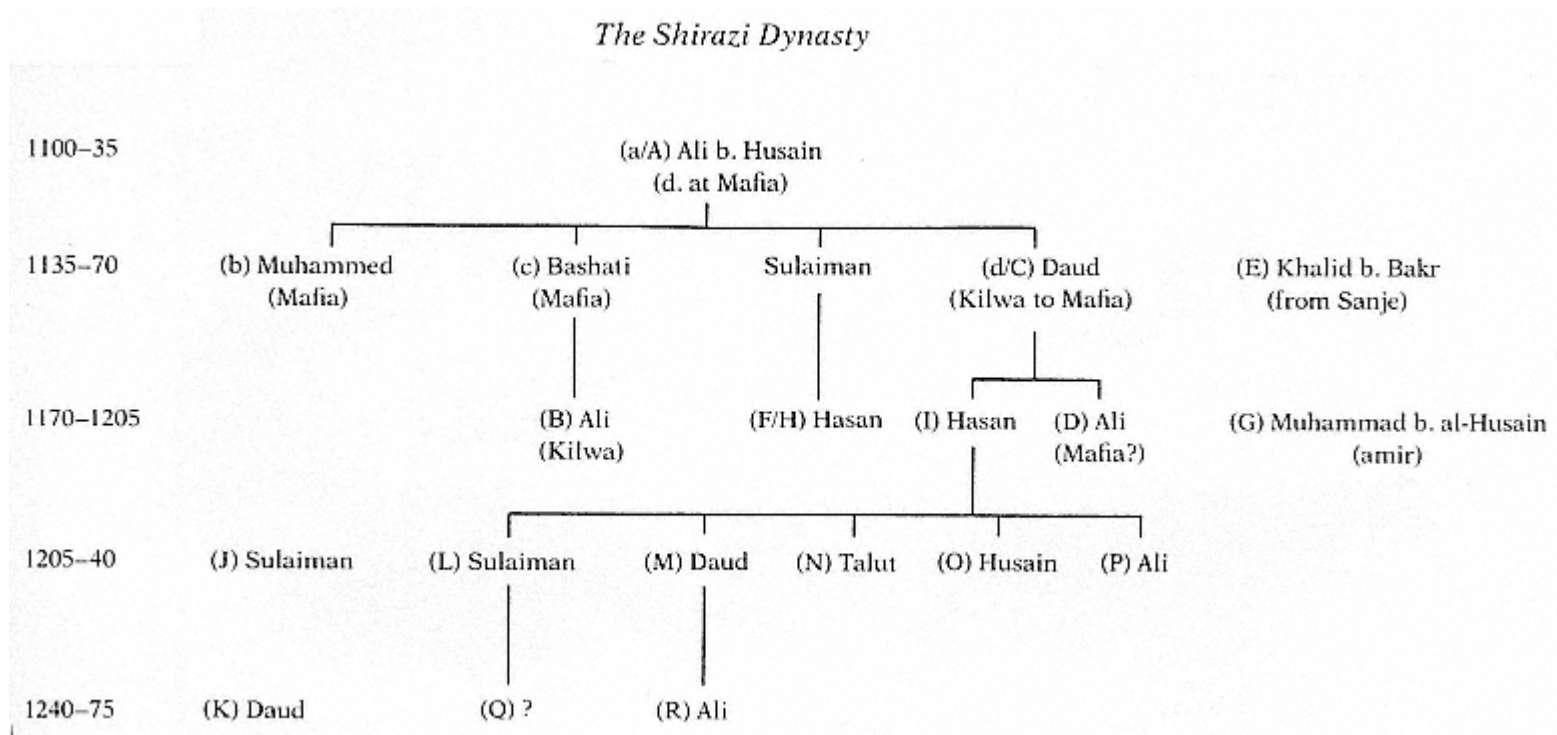 The Shirazi Dynasty
1100–35 (a/A) Ali b. Husain
(d. at Mafia)
1135–70 (b) Muhammed (c) Bashati Sulaiman (d/C) Daud (E) Khalid b. Bakr
(Mafia) (Mafia) (Kilwa to Mafia) (from Sanje)
1170–1205 (B) Ali (F/H) Hasan (I) Hasan (D) Ali (G) Muhammad b. al-Husain
(Kilwa) (Mafia?) (amir)
1205–40 (J) Sulaiman (L) Sulaiman (M) Daud (N) Talut (O) Husain (P) Ali
1240–75 (K) Daud (Q) ? (R) Ali